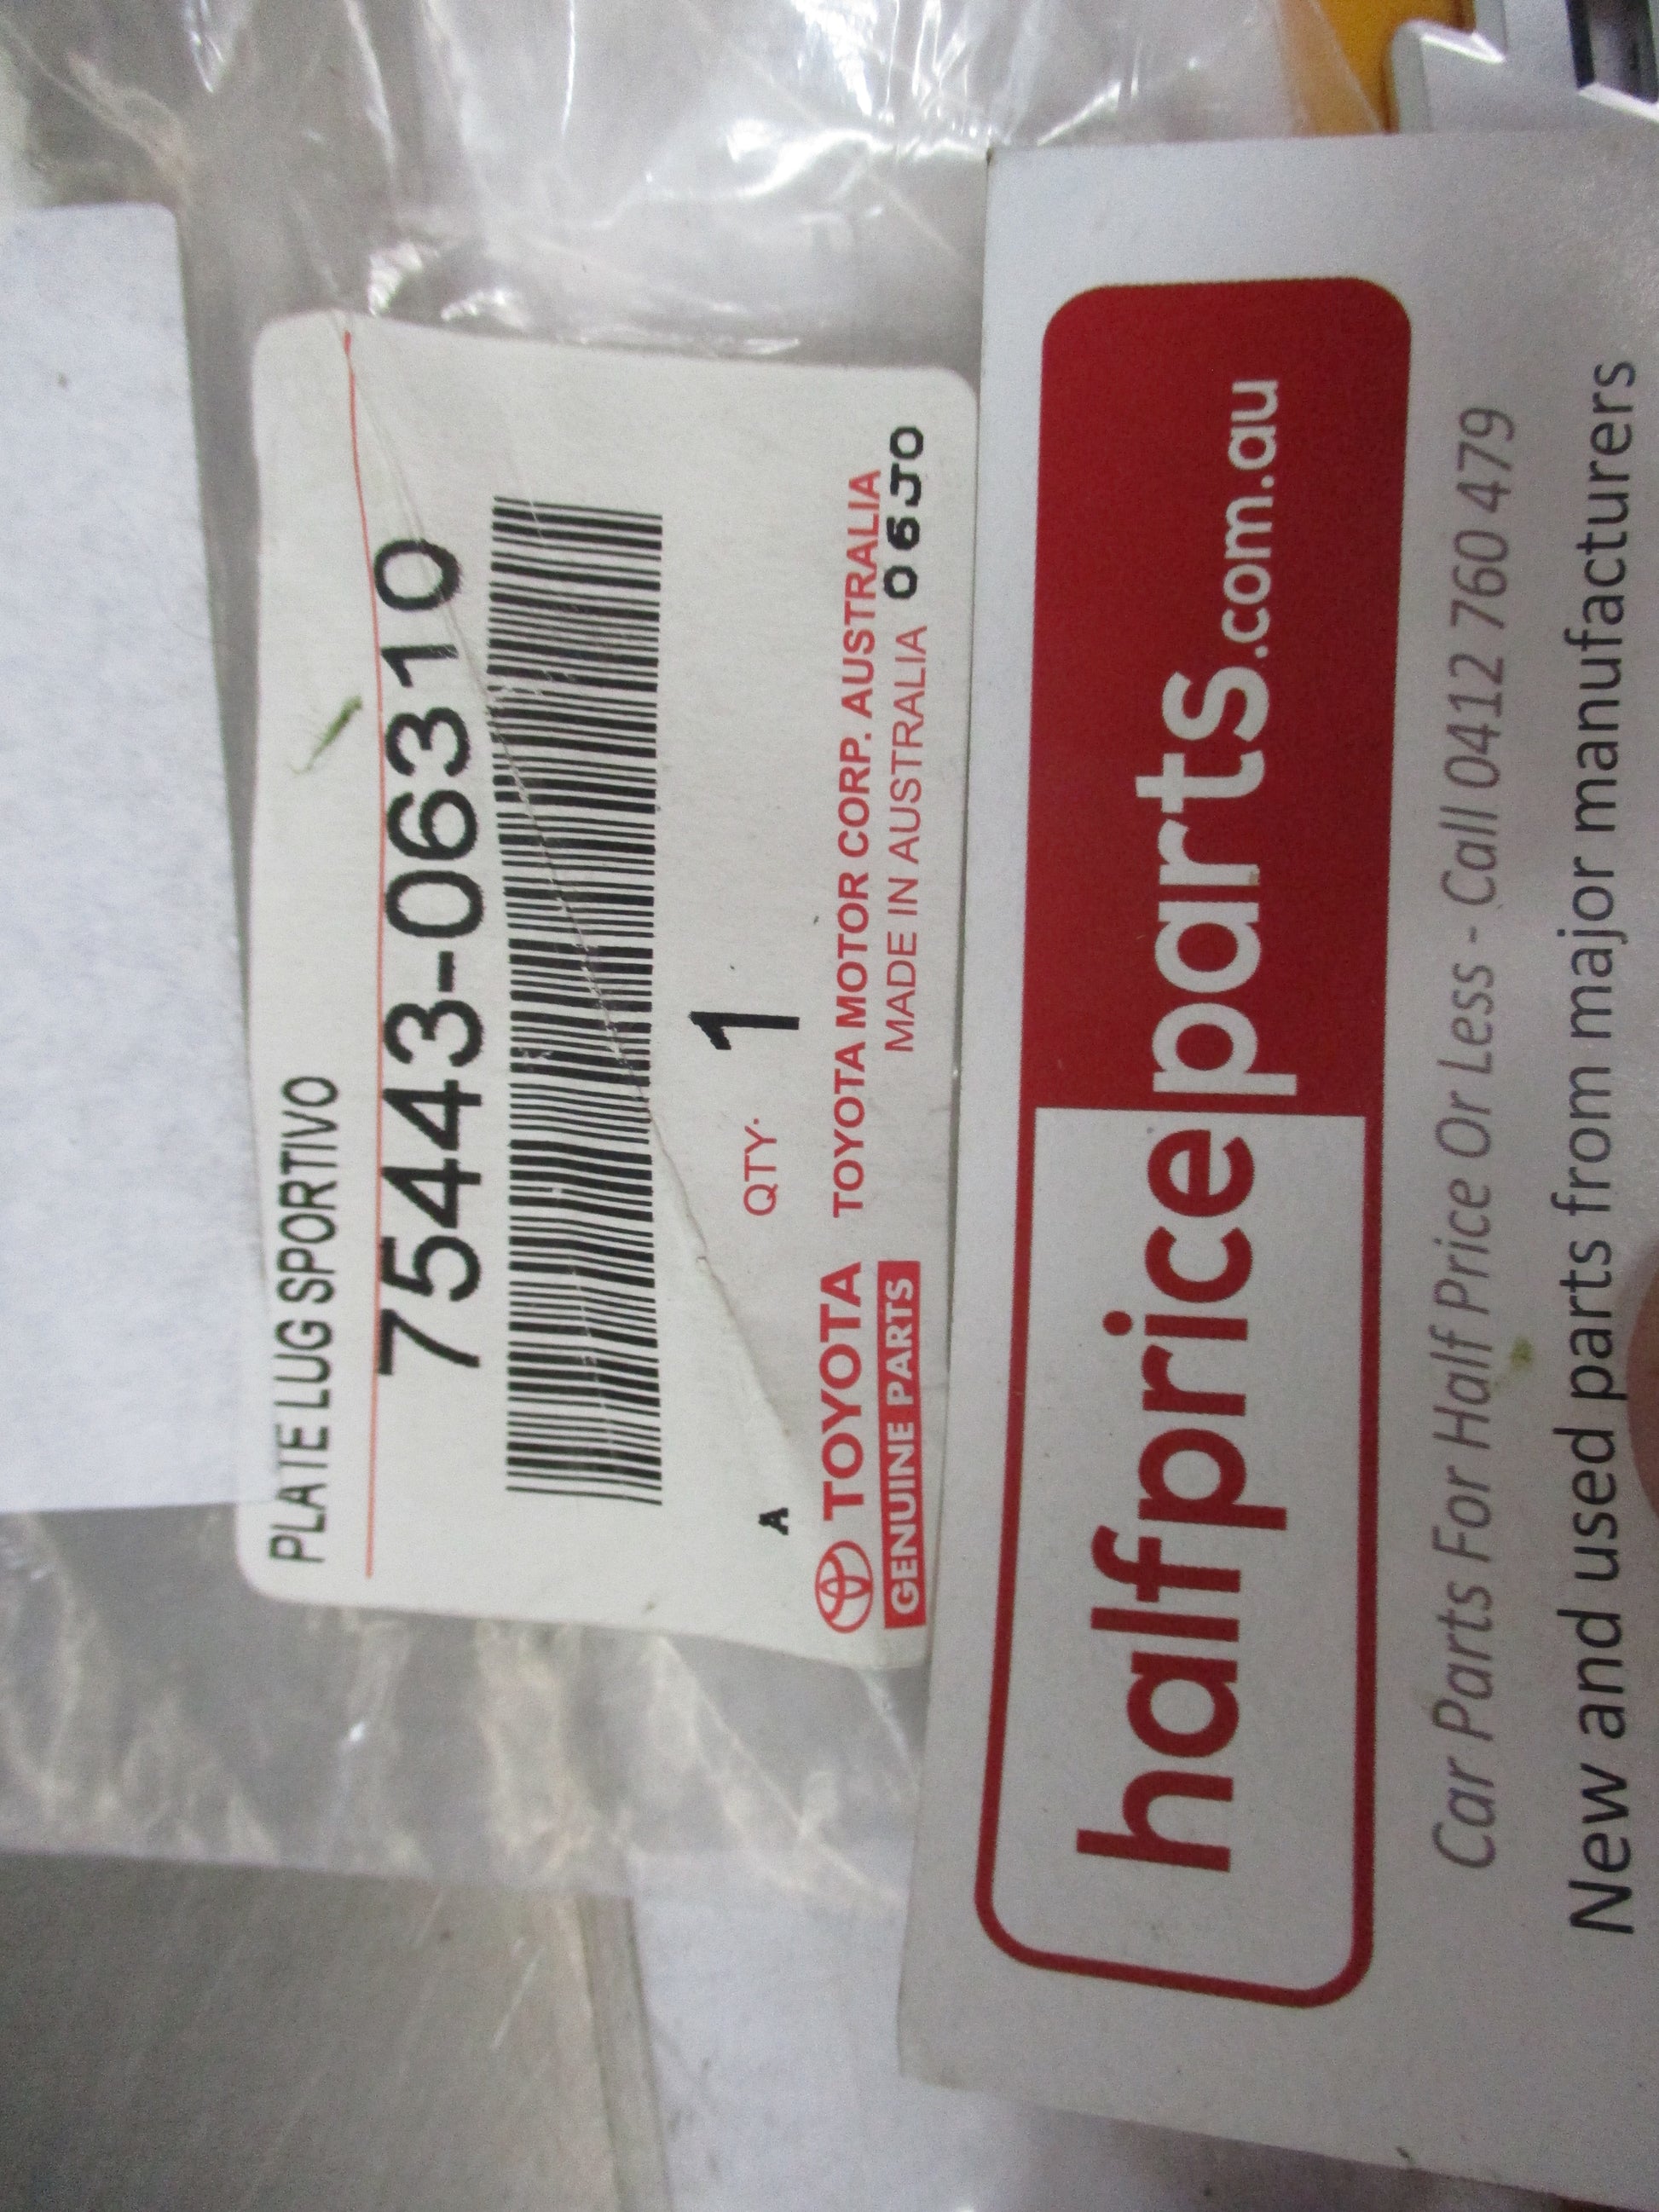 PLATE LUG SPORTIVO
75443-06310
QTY. 1
A
TOYOTA TOYOTA MOTOR CORP. AUSTRALIA
GENUINE PARTS MADE IN AUSTRALIA 06JO
halfpriceparts.com.au
Car Parts For Half Price Or Less - Call 0412 760 479
New and used parts from major manufacturers